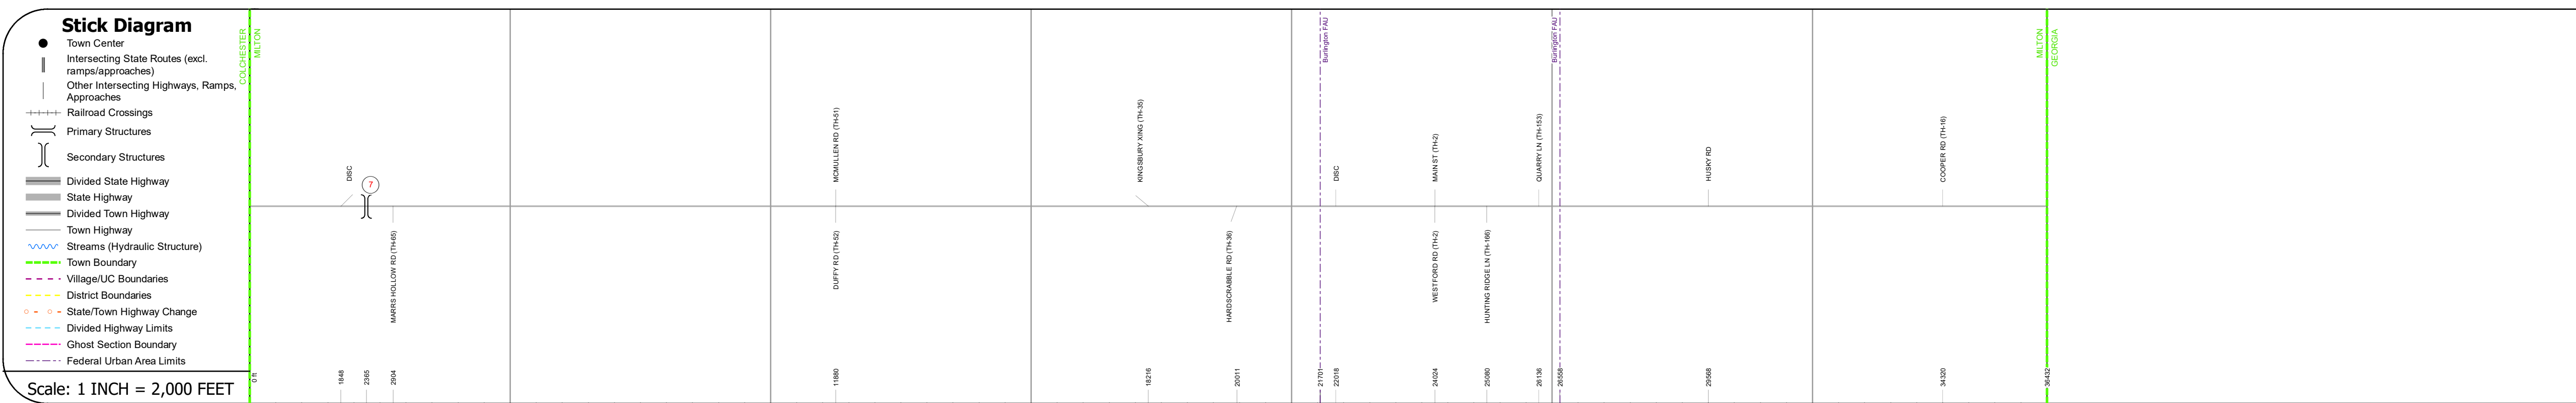 Stick Diagram
Town Center
Intersecting State Routes (excl.
ramps/approaches)
Other Intersecting Highways, Ramps,
Approaches
Railroad Crossings
Primary Structures
Secondary Structures
Divided State Highway
State Highway
Divided Town Highway
Town Highway
Streams (Hydraulic Structure)
Town Boundary
Village/UC Boundaries
District Boundaries
State/Town Highway Change
Divided Highway Limits
Ghost Section Boundary
Federal Urban Area Limits
Scale: 1 INCH = 2,000 FEET
COLCHESTER
MILTON
Burlington FAU
Burlington FAU
MILTON
GEORGIA
DISC
7
MCMULLEN RD (TH-51)
KINGSBURY XING (TH-35)
DISC
MAIN ST (TH-2)
QUARRY LN (TH-153)
HUSKY RD
COOPER RD (TH-16)
MARRS HOLLOW RD (TH-65)
DUFFY RD (TH-52)
HARDSCRABBLE RD (TH-36)
WESTFORD RD (TH-2)
HUNTING RIDGE LN (TH-166)
0 ft
1848
2365
2904
11880
18216
20011
21701
22018
24024
25080
26136
26558
29568
34320
36432